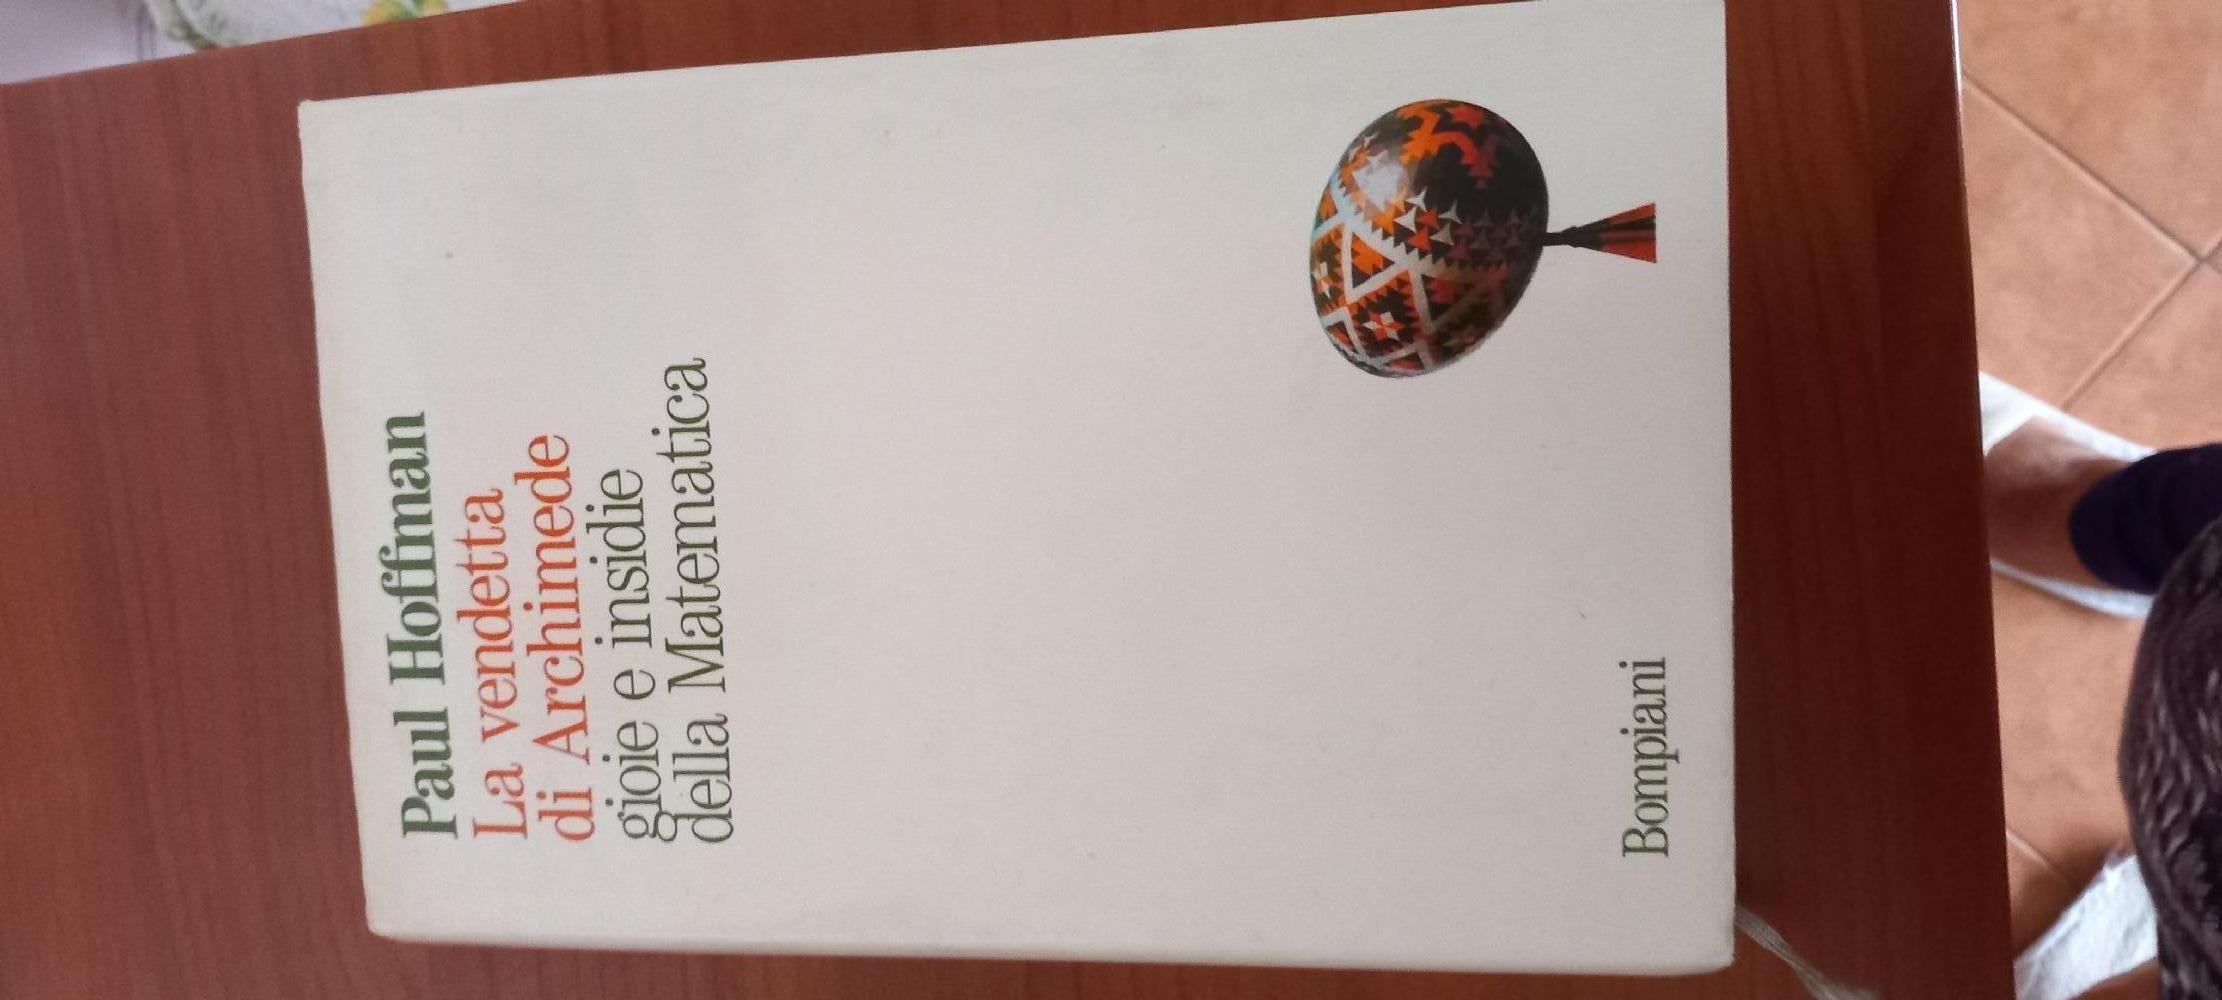 Paul Hoffman
La vendetta
di Archimede
gioie e insidie
della Matematica
Bompiani